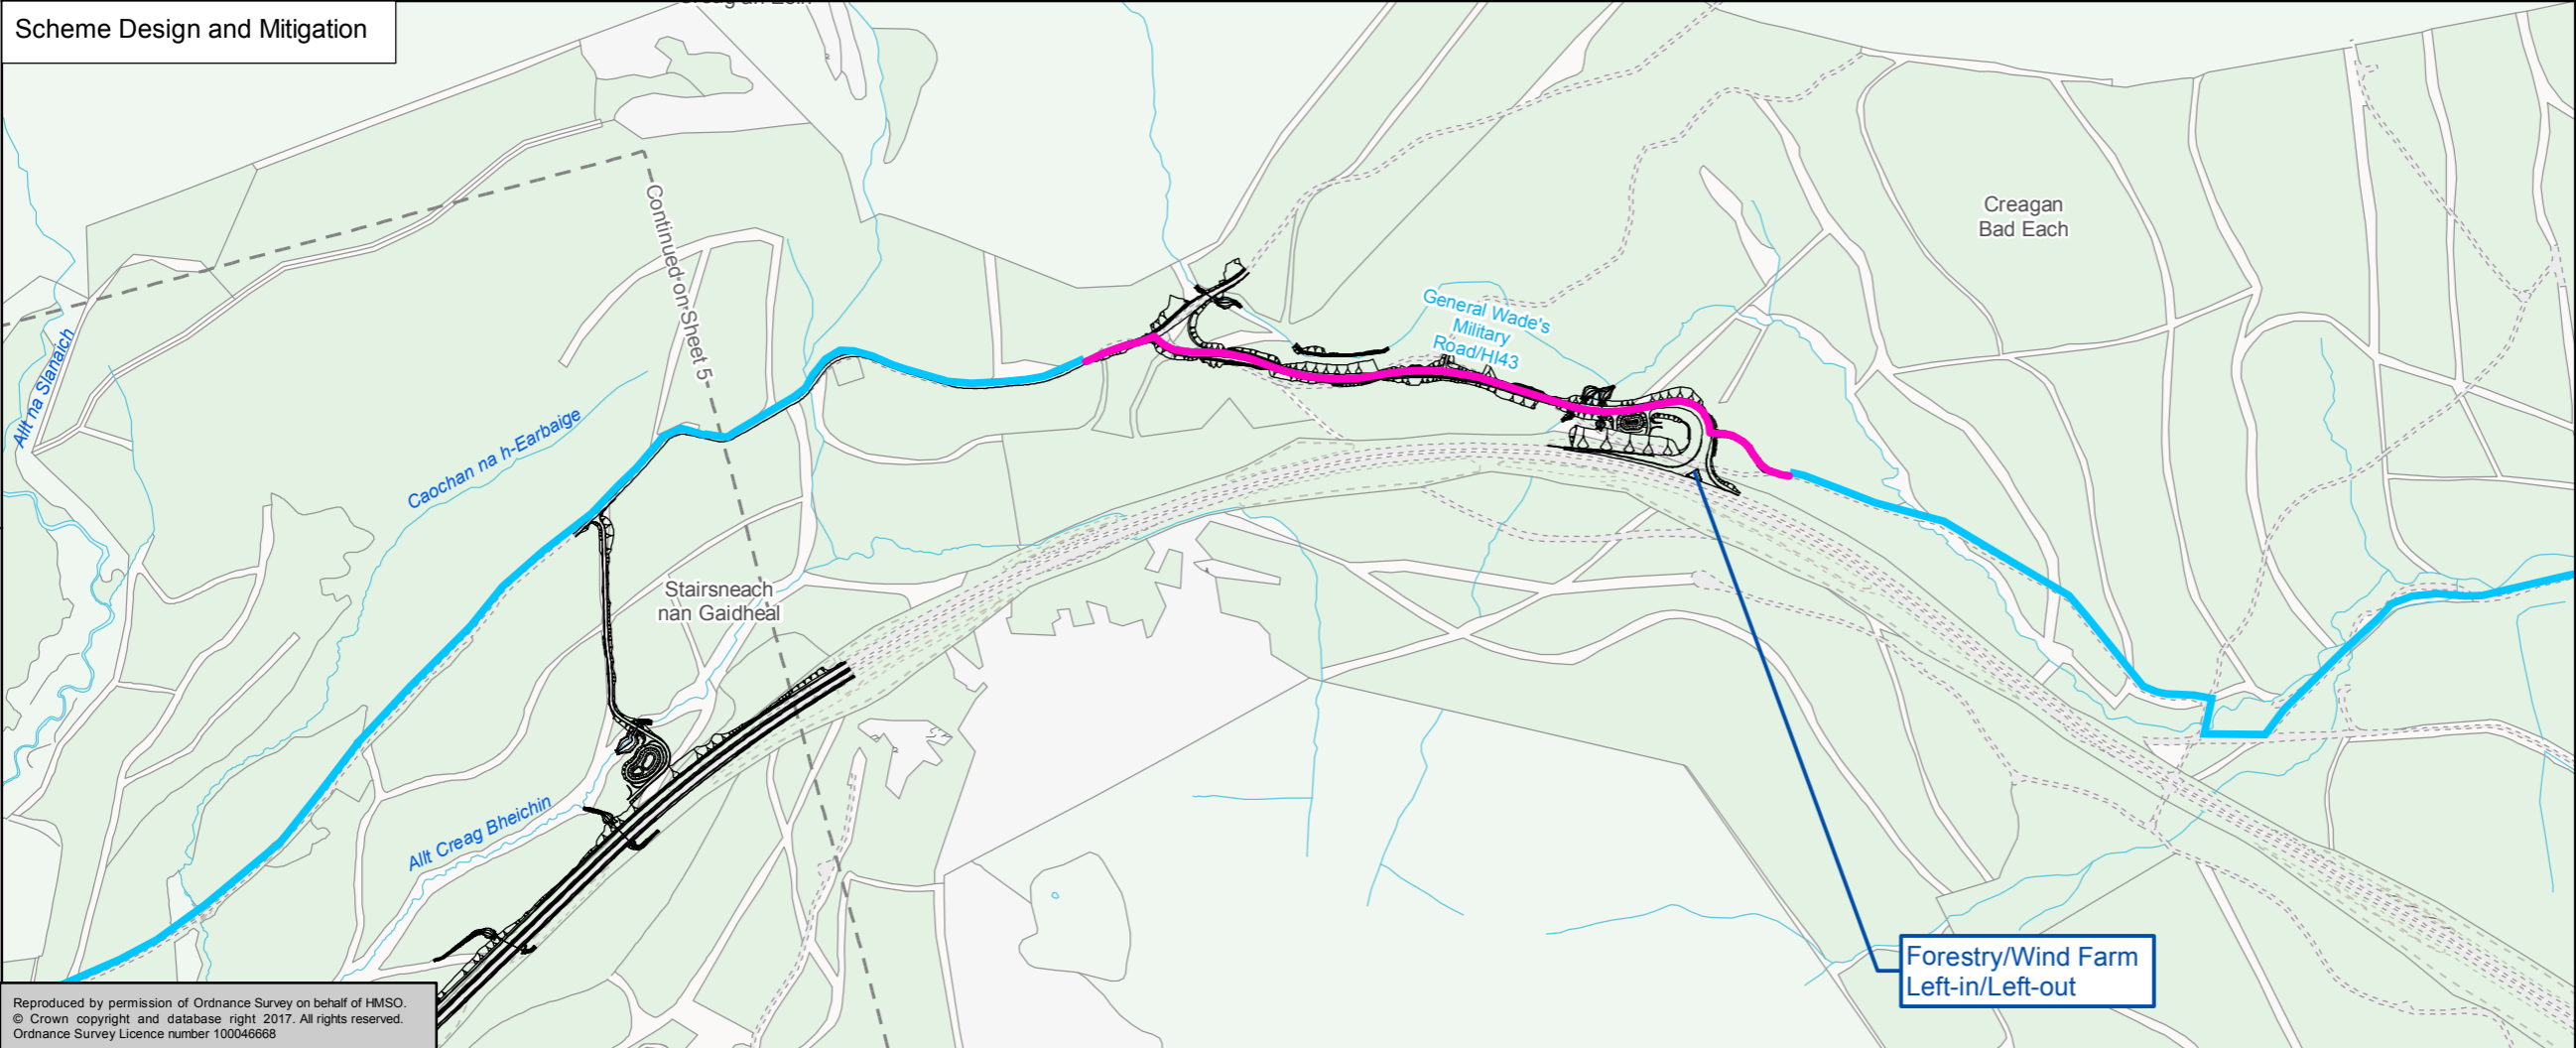 Scheme Design and Mitigation
Continued on Sheet 5
Creagan
Bad Each
General Wade's
Military
Road/HI43
Allt na Slanaich
Caochan na h-Earbaige
Stairsneach
nan Gaidheal
Allt Creag Bheichin
Forestry/Wind Farm
Left-in/Left-out
Reproduced by permission of Ordnance Survey on behalf of HMSO.
© Crown copyright and database right 2017. All rights reserved.
Ordnance Survey Licence number 100046668